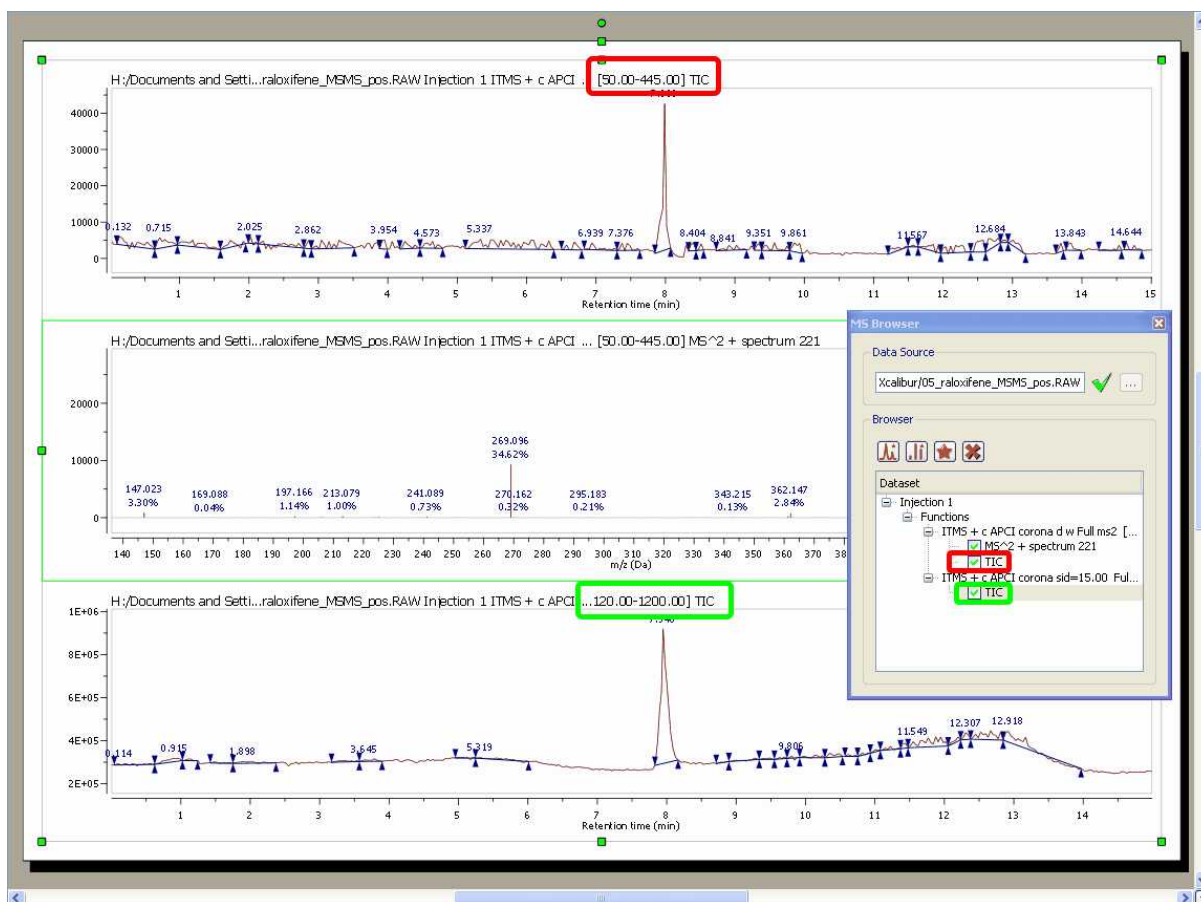 H:/Documents and Setti...raloxifene_MSMS_pos.RAW Injection 1 ITMS + c APCI ... [50.00-445.00] TIC
40000
30000
20000
10000
0
0.132 0.715 2.025 2.862 3.954 4.573 5.337 6.939 7.376 8.404 8.841 9.351 9.861 11.567 12.684 13.843 14.644
1 2 3 4 5 6 7 8 9 10 11 12 13 14 15
Retention time (min)
H:/Documents and Setti...raloxifene_MSMS_pos.RAW Injection 1 ITMS + c APCI ... [50.00-445.00] MS^2 + spectrum 221
20000
10000
0
147.023 169.088 197.166 213.079 241.089 269.096 270.162 295.183 343.215 362.147
3.30% 0.04% 1.14% 1.00% 0.73% 34.62% 0.32% 0.21% 0.13% 2.84%
140 150 160 170 180 190 200 210 220 230 240 250 260 270 280 290 300 310 320 330 340 350 360 370
m/z (Da)
H:/Documents and Setti...raloxifene_MSMS_pos.RAW Injection 1 ITMS + c APCI ...120.00-1200.00] TIC
1E+06
8E+05
6E+05
4E+05
2E+05
0.114 0.915 1.898 3.645 5.319 9.806 11.549 12.307 12.918
1 2 3 4 5 6 7 8 9 10 11 12 13 14
Retention time (min)
MS Browser
Data Source
Xcalibur/05_raloxifene_MSMS_pos.RAW
...
Browser
Dataset
Injection 1
Functions
ITMS + c APCI corona d w Full ms2 [...
MS^2 + spectrum 221
TIC
ITMS + c APCI corona sid=15.00 Ful...
TIC